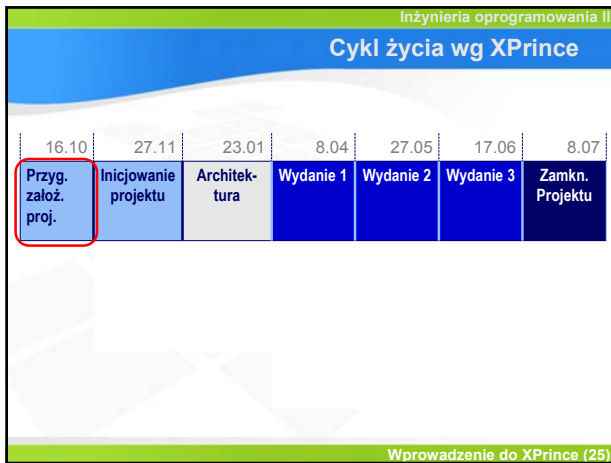 Inżynieria oprogramowania II
Cykl życia wg XPrince
16.10 27.11 23.01 8.04 27.05 17.06 8.07
Przyg. założ. proj.
Inicjowanie projektu
Architek-
tura
Wydanie 1
Wydanie 2
Wydanie 3
Zamkn. Projektu
Wprowadzenie do XPrince (25)